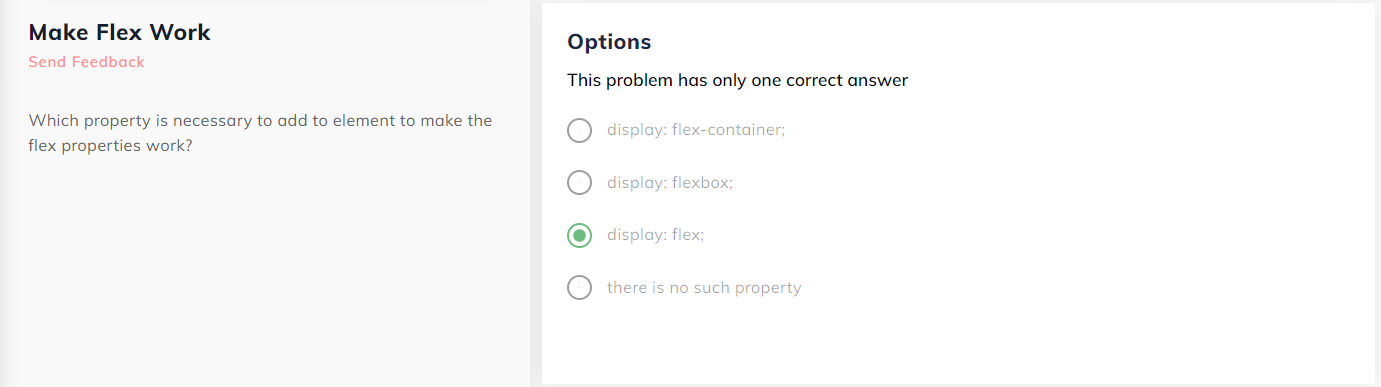 Make Flex Work
Send Feedback
Which property is necessary to add to element to make the
flex properties work?
Options
This problem has only one correct answer
display: flex-container;
display: flexbox;
display: flex;
there is no such property